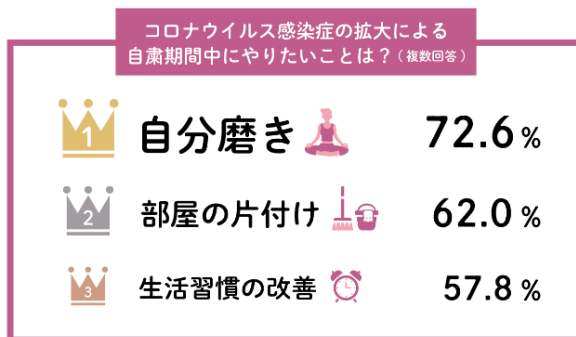 コロナウイルス感染症の拡大による
自粛期間中にやりたいことは？（複数回答）
1 自分磨き 72.6%
2 部屋の片付け 62.0%
3 生活習慣の改善 57.8%